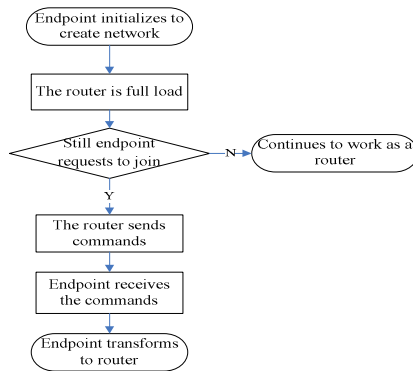 Endpoint initializes to
create network
The router is full load
Still endpoint
requests to join
N
Continues to work as a
router
Y
The router sends
commands
Endpoint receives
the commands
Endpoint transforms
to router